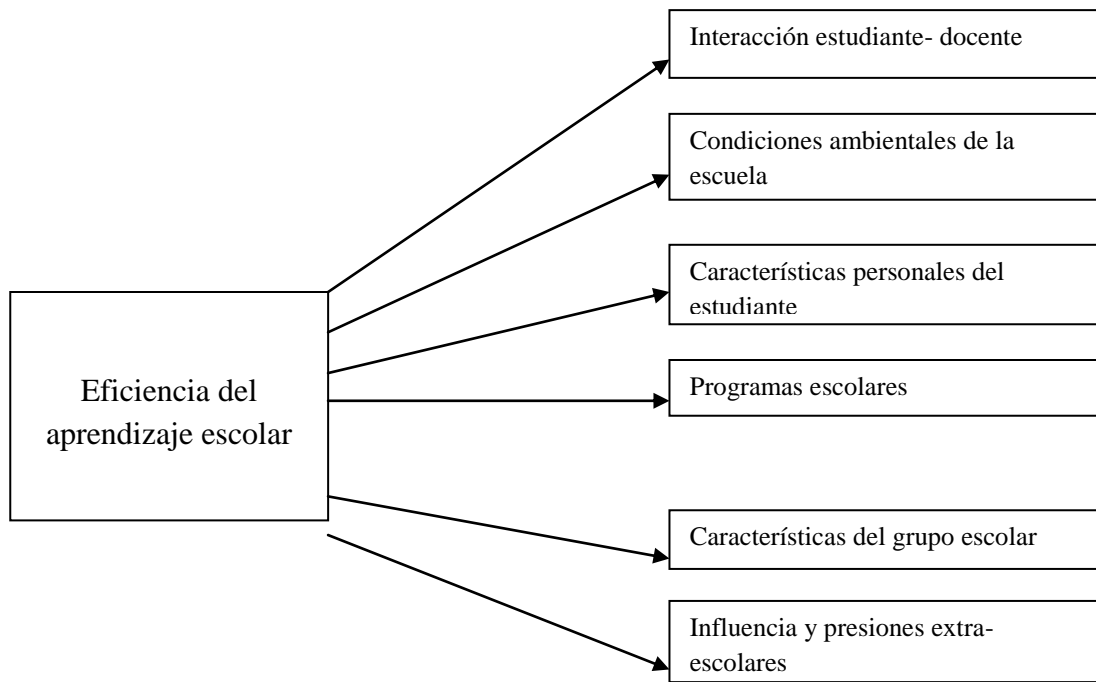 Interacción estudiante- docente
Condiciones ambientales de la
escuela
Características personales del
estudiante
Eficiencia del
aprendizaje escolar
Programas escolares
Características del grupo escolar
Influencia y presiones extra-
escolares